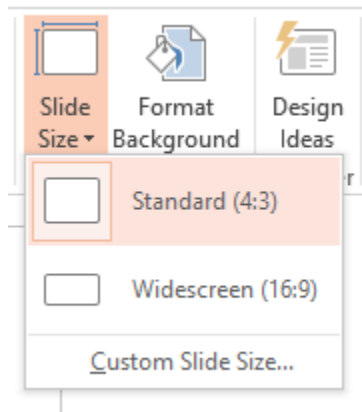 Slide Size
Format Background
Design Ideas
Standard (4:3)
Widescreen (16:9)
Custom Slide Size...